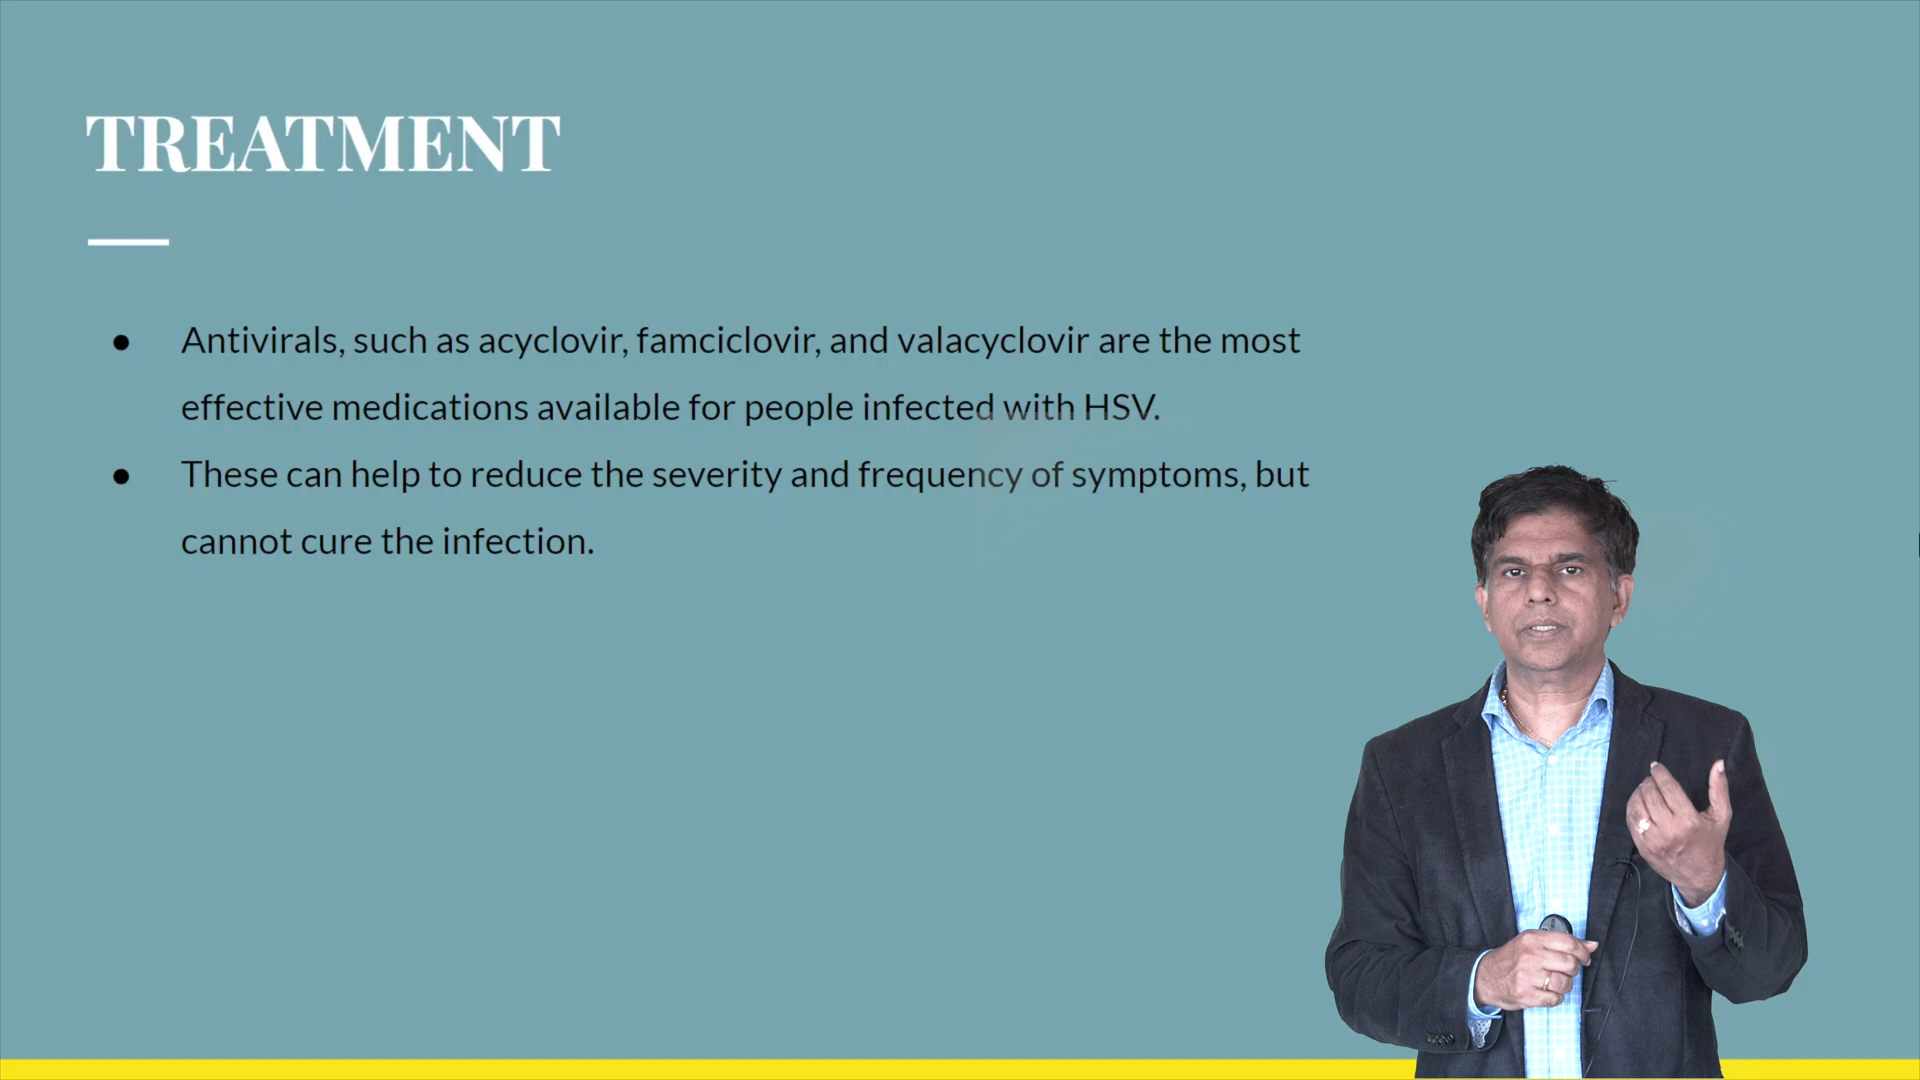 TREATMENT
● Antivirals, such as acyclovir, famciclovir, and valacyclovir are the most
effective medications available for people infected with HSV.
● These can help to reduce the severity and frequency of symptoms, but
cannot cure the infection.